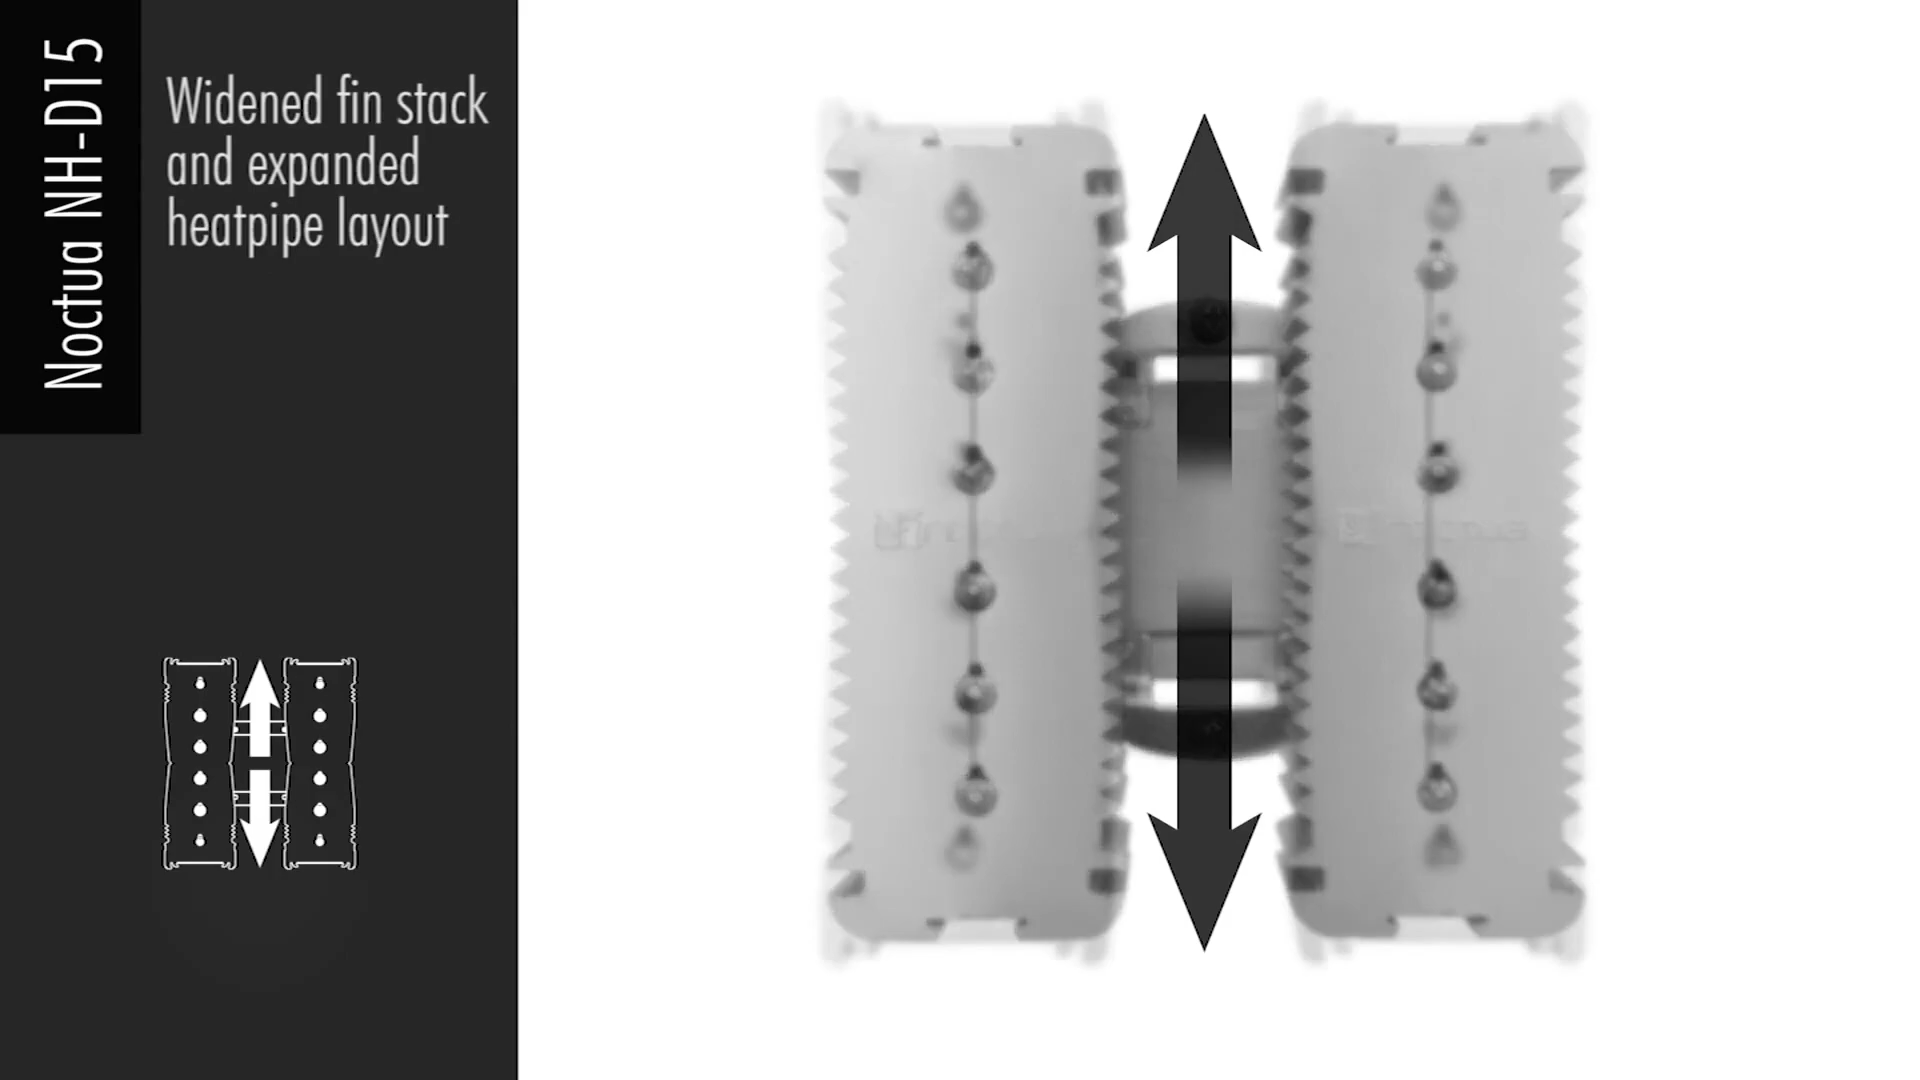 Noctua NH-D15
Widened fin stack
and expanded
heatpipe layout